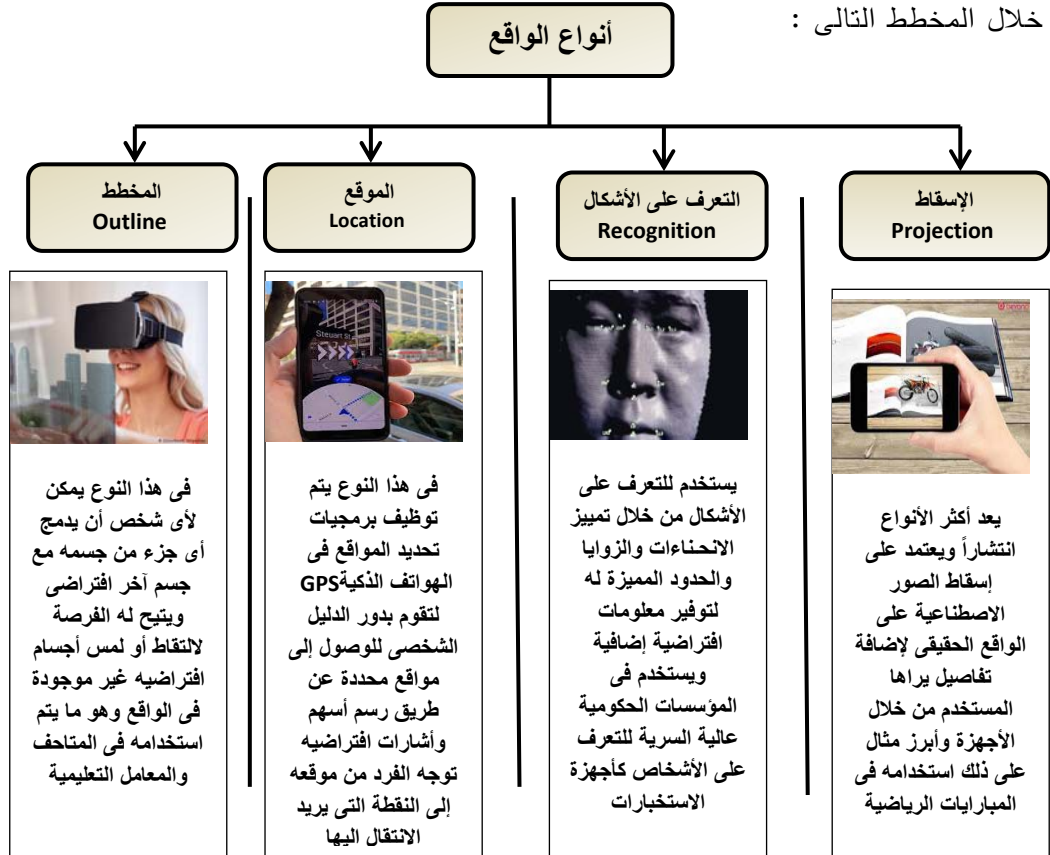 خلال المخطط التالى :
أنواع الواقع
الإسقاط
Projection
يعد أكثر الأنواع
انتشاراً ويعتمد على
إسقاط الصور
الاصطناعية على
الواقع الحقيقى لإضافة
تفاصيل يراها
المستخدم من خلال
الأجهزة وأبرز مثال
على ذلك استخدامه فى
المبارايات الرياضية
التعرف على الأشكال
Recognition
يستخدم للتعرف على
الأشكال من خلال تمييز
الانحناءات والزوايا
والحدود المميزة له
لتوفير معلومات
افتراضية إضافية
ويستخدم فى
المؤسسات الحكومية
عالية السرية للتعرف
على الأشخاص كأجهزة
الاستخبارات
الموقع
Location
Steuart St
فى هذا النوع يتم
توظيف برمجيات
تحديد المواقع فى
الهواتف الذكيةGPS
لتقوم بدور الدليل
الشخصى للوصول إلى
مواقع محددة عن
طريق رسم أسهم
وأشارات افتراضيه
توجه الفرد من موقعه
إلى النقطة التى يريد
الانتقال اليها
المخطط
Outline
فى هذا النوع يمكن
لأى شخص أن يدمج
أى جزء من جسمه مع
جسم آخر افتراضى
ويتيح له الفرصة
لالتقاط أو لمس أجسام
افتراضيه غير موجودة
فى الواقع وهو ما يتم
استخدامه فى المتاحف
والمعامل التعليمية